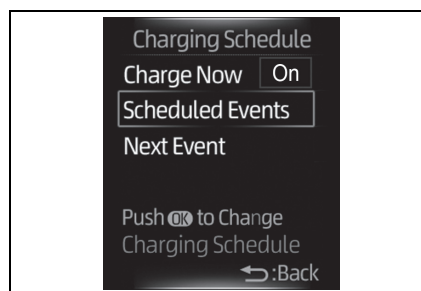 Charging Schedule
Charge Now On
Scheduled Events
Next Event
Push OK to Change
Charging Schedule
:Back